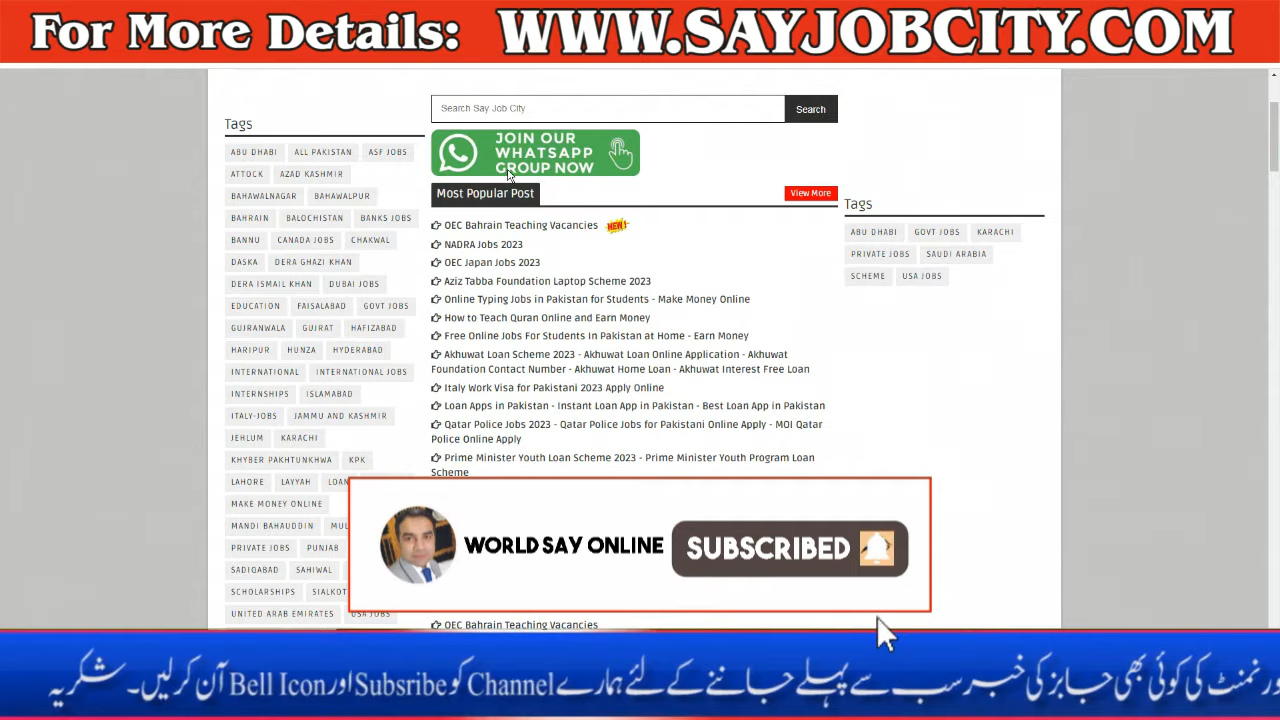 For More Details: WWW.SAYJOBCITY.COM
Tags
ABU DHABI ALL PAKISTAN ASF JOBS
ATTOCK AZAD KASHMIR
BAHAWALNAGAR BAHAWALPUR
BAHRAIN BALOCHISTAN BANKS JOBS
BANNU CANADA JOBS CHAKWAL
DASKA DERA GHAZI KHAN
DERA ISMAIL KHAN DUBAI JOBS
EDUCATION FAISALABAD GOVT JOBS
GUJRANWALA GUJRAT HAFIZABAD
HARIPUR HUNZA HYDERABAD
INTERNATIONAL INTERNATIONAL JOBS
INTERNSHIPS ISLAMABAD
ITALY-JOBS JAMMU AND KASHMIR
JEHLUM KARACHI
KHYBER PAKHTUNKHWA KPK
LAHORE LAYYAH LOAN
MAKE MONEY ONLINE
MANDI BAHAUDDIN MUL
PRIVATE JOBS PUNJAB
SADIQABAD SAHIWAL
SCHOLARSHIPS SIALKOT
UNITED ARAB EMIRATES USA JOBS
Search Say Job City Search
JOIN OUR
WHATSAPP
GROUP NOW
Most Popular Post View More
OEC Bahrain Teaching Vacancies NEW!
NADRA Jobs 2023
OEC Japan Jobs 2023
Aziz Tabba Foundation Laptop Scheme 2023
Online Typing Jobs in Pakistan for Students - Make Money Online
How to Teach Quran Online and Earn Money
Free Online Jobs For Students In Pakistan at Home - Earn Money
Akhuwat Loan Scheme 2023 - Akhuwat Loan Online Application - Akhuwat
Foundation Contact Number - Akhuwat Home Loan - Akhuwat Interest Free Loan
Italy Work Visa for Pakistani 2023 Apply Online
Loan Apps in Pakistan - Instant Loan App in Pakistan - Best Loan App in Pakistan
Qatar Police Jobs 2023 - Qatar Police Jobs for Pakistani Online Apply - MOI Qatar
Police Online Apply
Prime Minister Youth Loan Scheme 2023 - Prime Minister Youth Program Loan
Scheme
OEC Bahrain Teaching Vacancies
Tags
ABU DHABI GOVT JOBS KARACHI
PRIVATE JOBS SAUDI ARABIA
SCHEME USA JOBS
WORLD SAY ONLINE SUBSCRIBED
ورنمنٹ کی کوئی بھی جابز کی خبر سب سے پہلے جاننے کے لئے ہمارے Channel کو Subsribe اور Bell Icon آن کرلیں۔ شکریہ